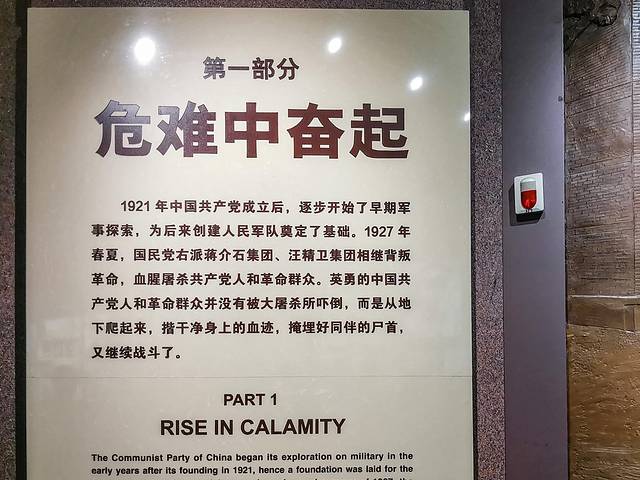 第一部分
危难中奋起
1921 年中国共产党成立后，逐步开始了早期军
事探索，为后来创建人民军队奠定了基础。1927 年
春夏，国民党右派蒋介石集团、汪精卫集团相继背叛
革命，血腥屠杀共产党人和革命群众。英勇的中国共
产党人和革命群众并没有被大屠杀所吓倒，而是从地
下爬起来，揩干净身上的血迹，掩埋好同伴的尸首，
又继续战斗了。
PART 1
RISE IN CALAMITY
The Communist Party of China began its exploration on military in the
early years after its founding in 1921, hence a foundation was laid for the